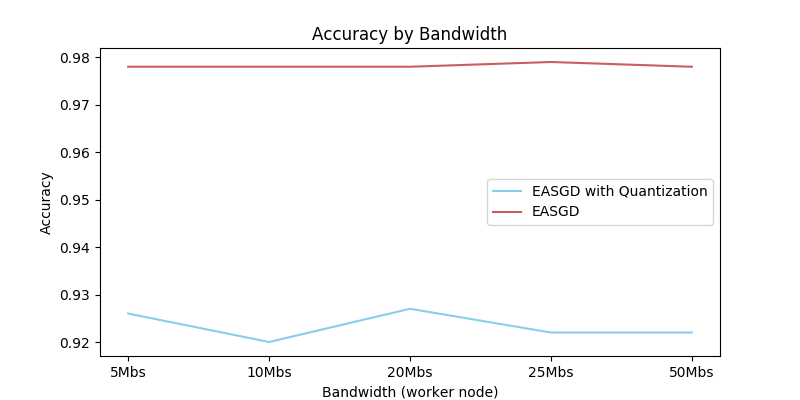 Accuracy by Bandwidth
0.98
0.97
0.96
0.95
0.94
0.93
0.92
Accuracy
EASGD with Quantization
EASGD
5Mbs 10Mbs 20Mbs 25Mbs 50Mbs
Bandwidth (worker node)